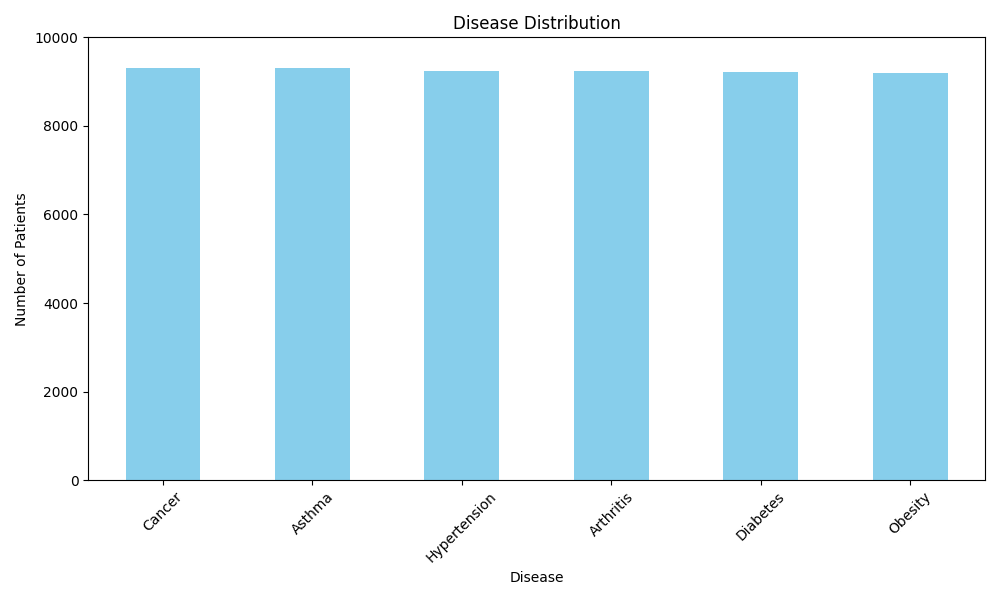 Disease Distribution
10000
8000
6000
4000
2000
0
Number of Patients
Cancer
Asthma
Hypertension
Arthritis
Diabetes
Obesity
Disease